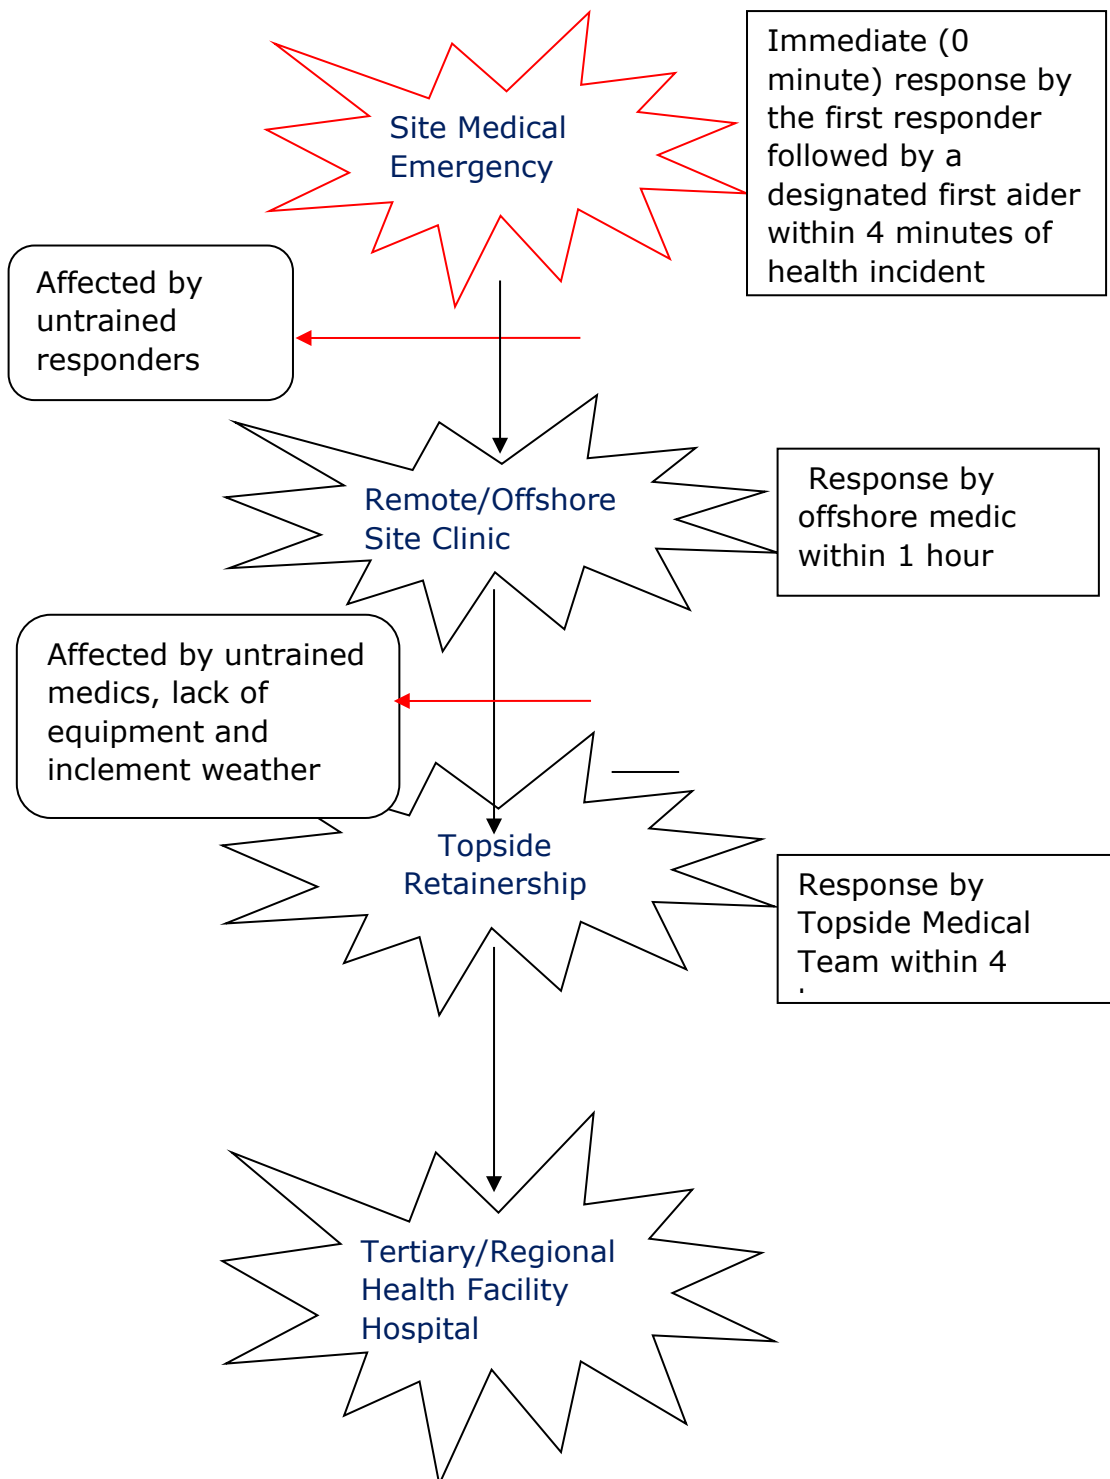 Site Medical
Emergency
Immediate (0
minute) response by
the first responder
followed by a
designated first aider
within 4 minutes of
health incident
Affected by
untrained
responders
Remote/Offshore
Site Clinic
Response by
offshore medic
within 1 hour
Affected by untrained
medics, lack of
equipment and
inclement weather
Topside
Retainership
Response by
Topside Medical
Team within 4
Tertiary/Regional
Health Facility
Hospital